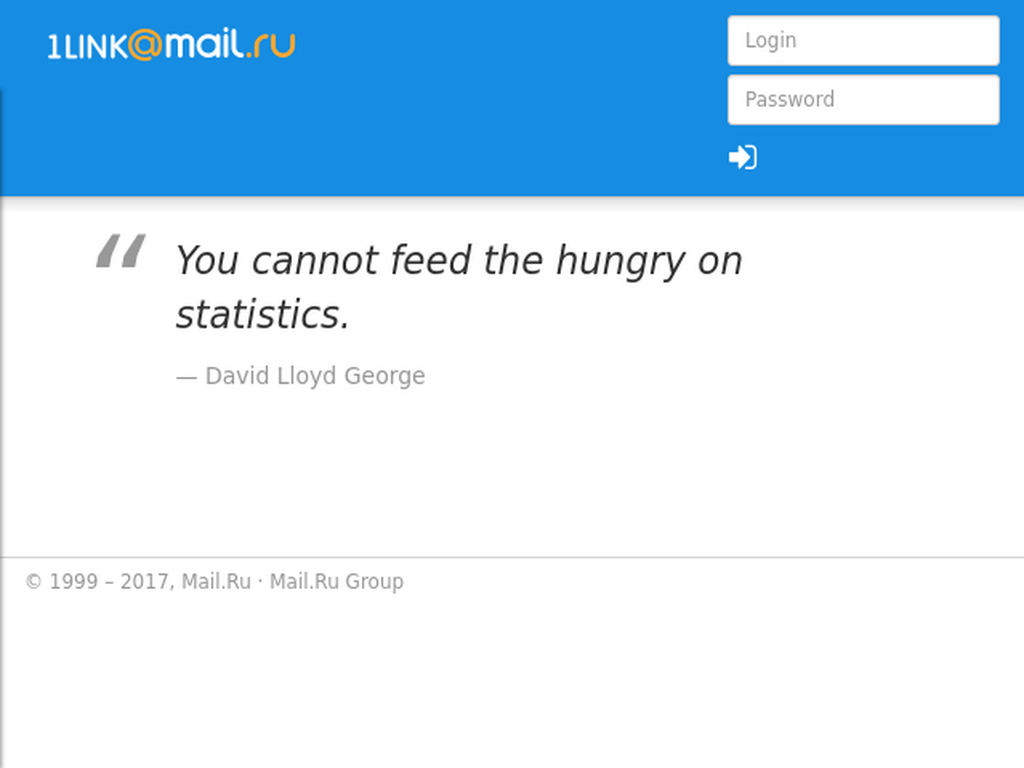 1LINK@mail.ru
Login
Password
“ You cannot feed the hungry on
statistics.
— David Lloyd George
© 1999 – 2017, Mail.Ru · Mail.Ru Group